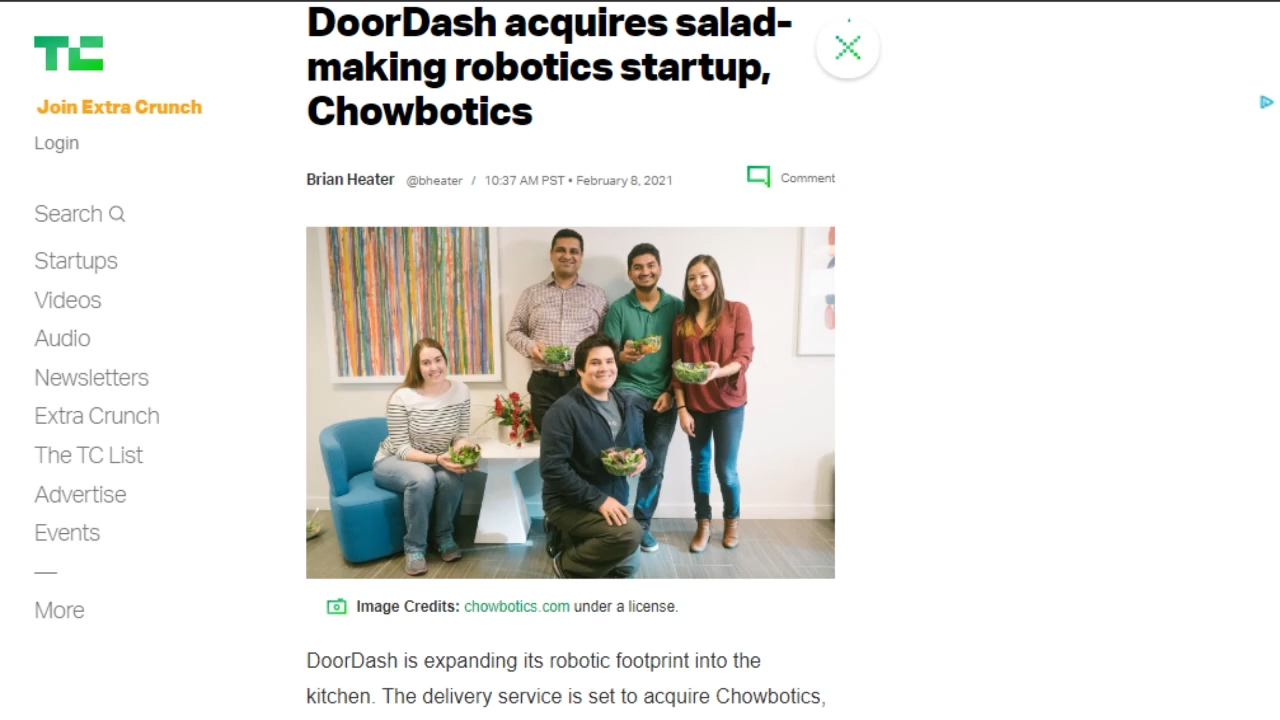 TC
Join Extra Crunch
Login
Search
Startups
Videos
Audio
Newsletters
Extra Crunch
The TC List
Advertise
Events
—
More
DoorDash acquires salad-
making robotics startup,
Chowbotics
Brian Heater @bheater / 10:37 AM PST • February 8, 2021
Comment
Image Credits: chowbotics.com under a license.
DoorDash is expanding its robotic footprint into the
kitchen. The delivery service is set to acquire Chowbotics,